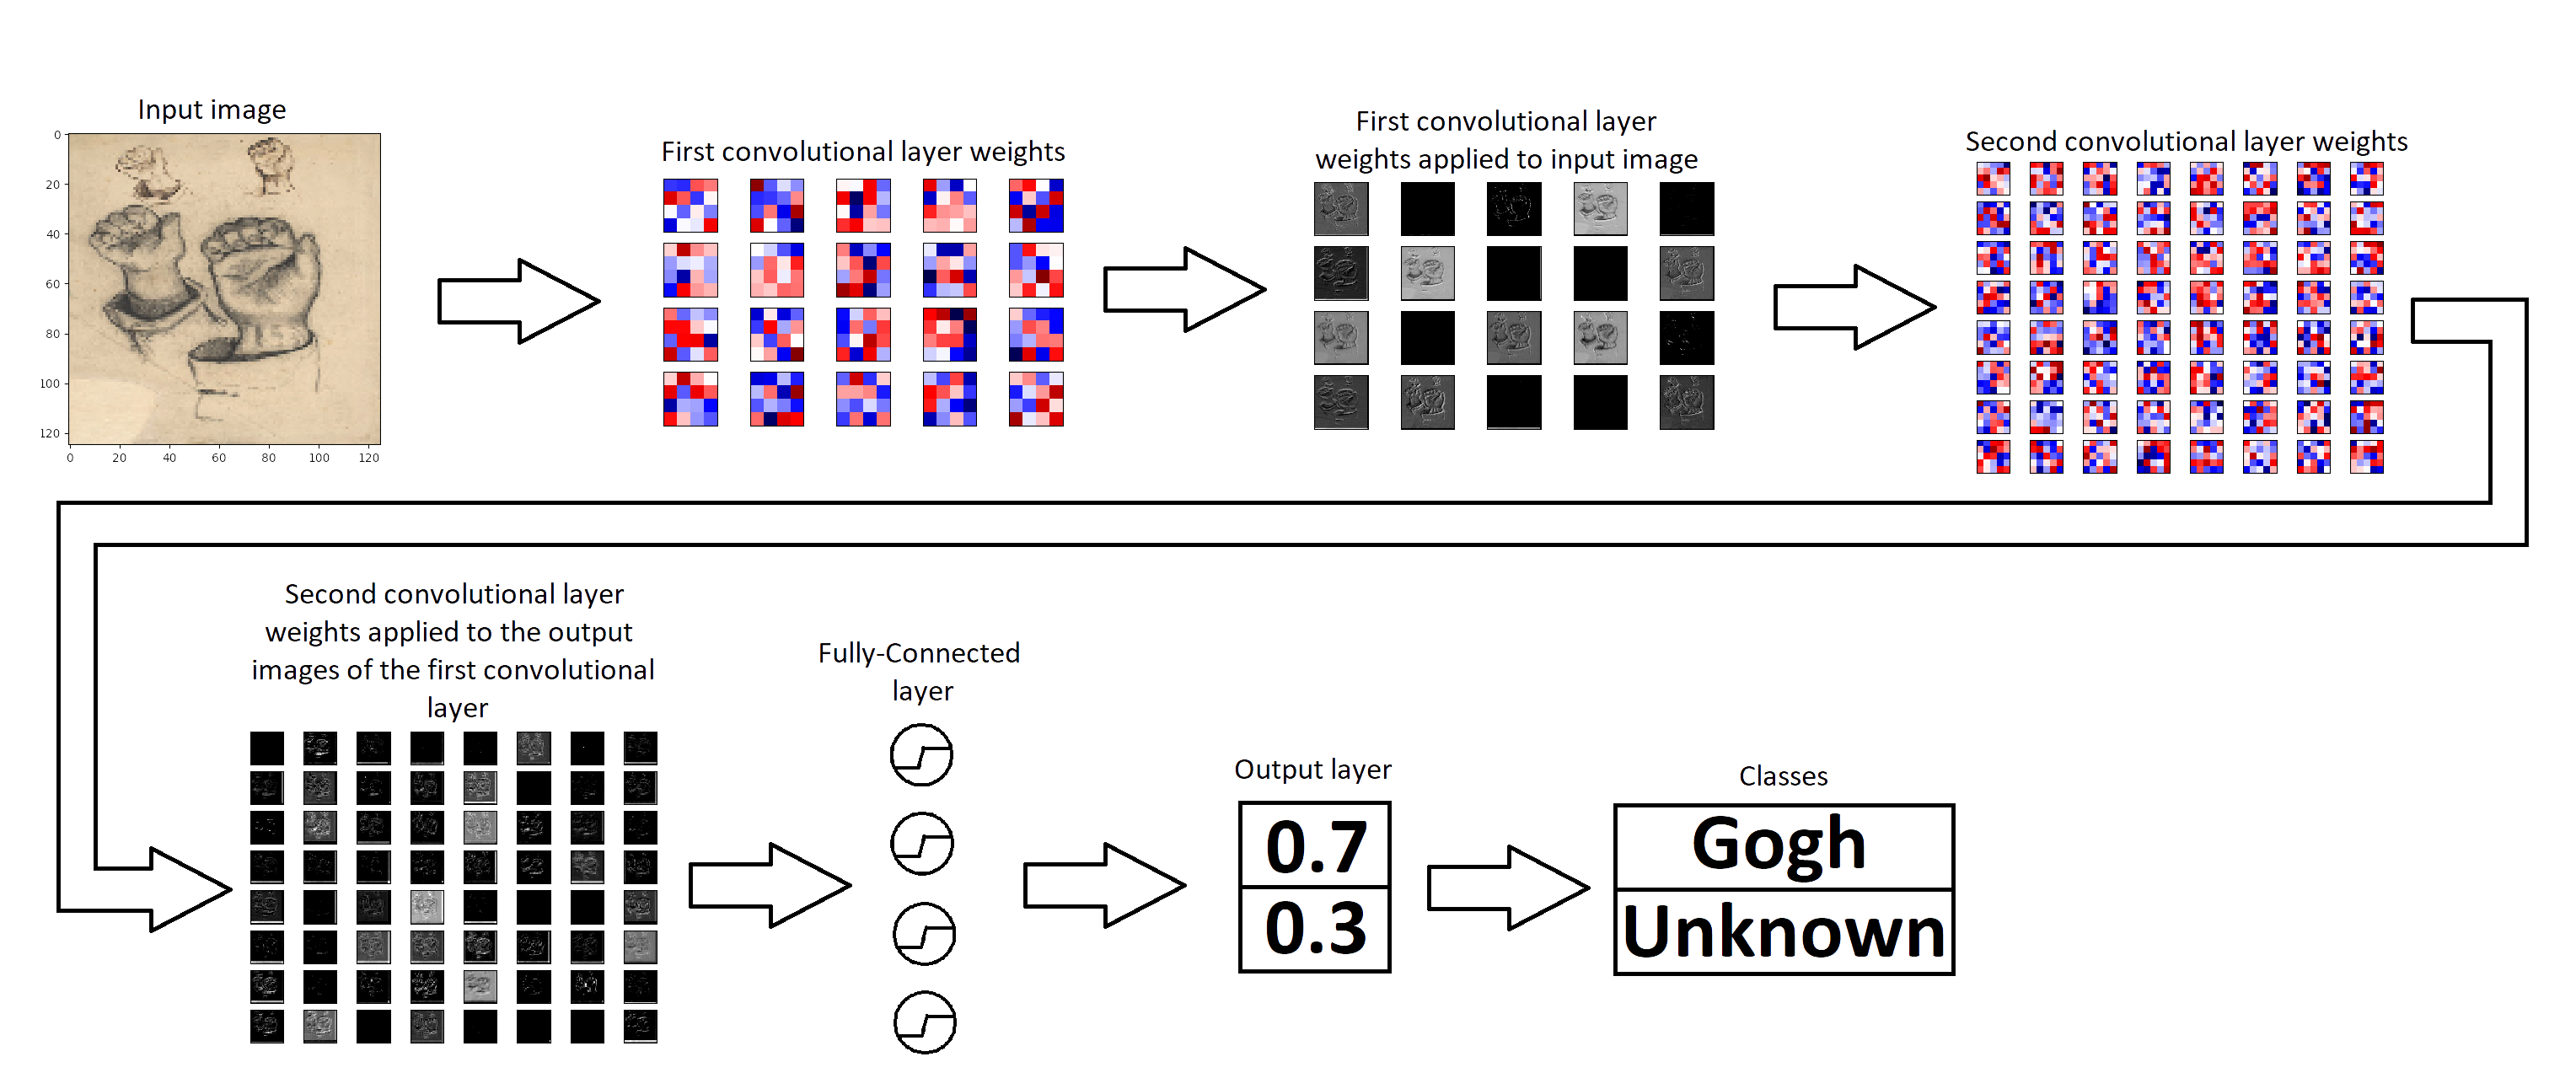 Input image
0
20
40
60
80
100
120
0 20 40 60 80 100 120
First convolutional layer weights
First convolutional layer
weights applied to input image
Second convolutional layer weights
Second convolutional layer
weights applied to the output
images of the first convolutional
layer
Fully-Connected
layer
Output layer
0.7
0.3
Classes
Gogh
Unknown